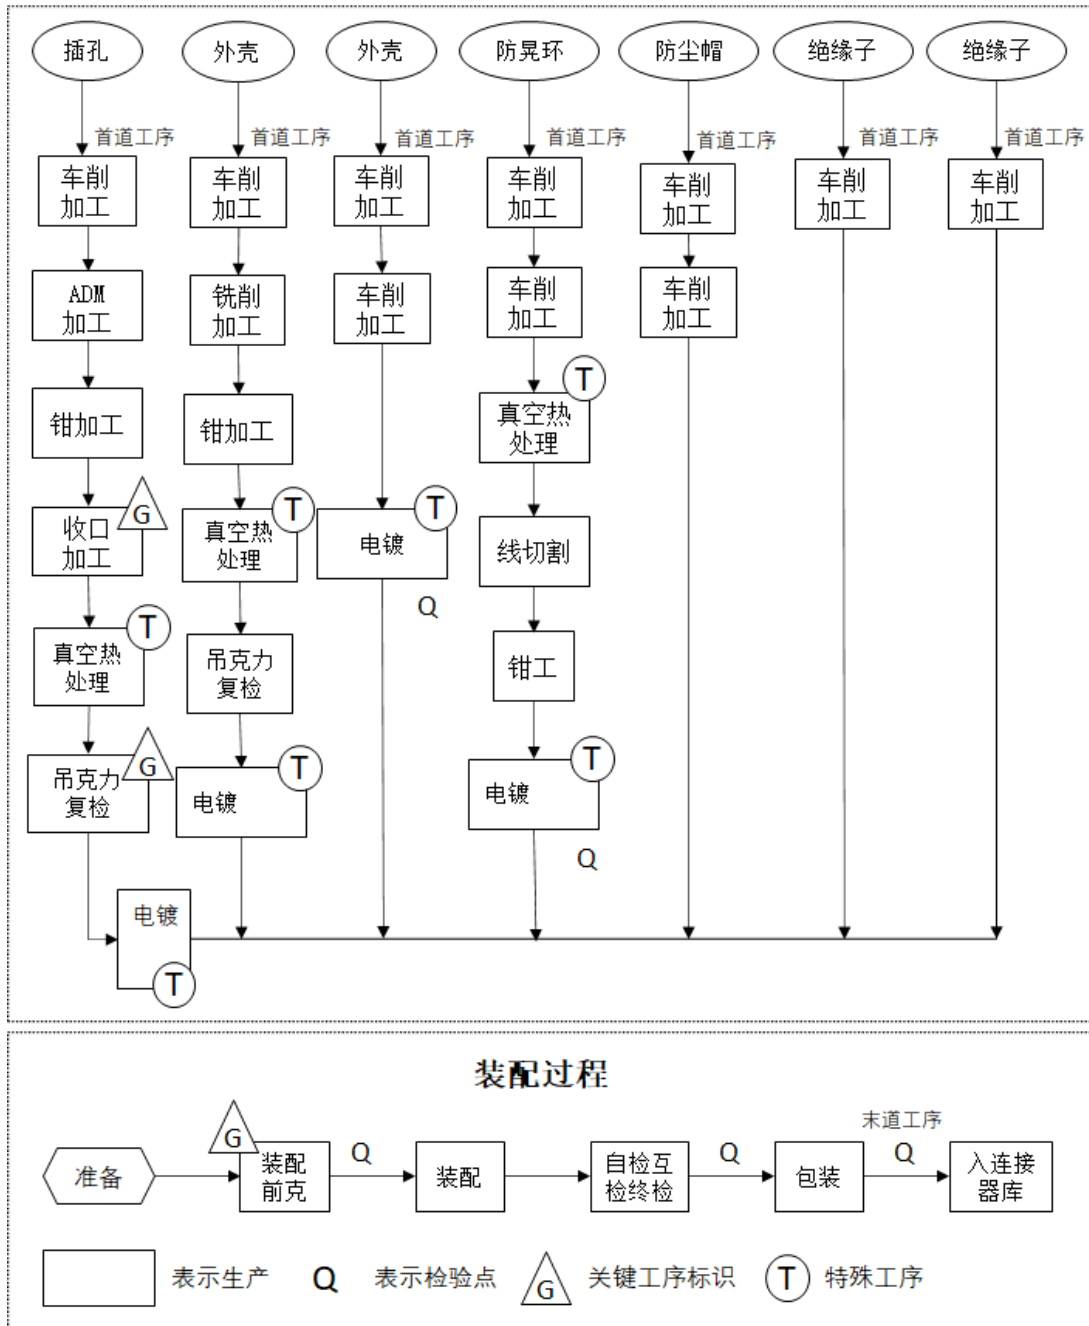 插孔
外壳
外壳
防晃环
防尘帽
绝缘子
绝缘子
首道工序
首道工序
首道工序
首道工序
首道工序
首道工序
首道工序
车削
加工
车削
加工
车削
加工
车削
加工
车削
加工
车削
加工
车削
加工
ADM
加工
铣削
加工
车削
加工
车削
加工
车削
加工
钳加工
钳加工
T
真空热
处理
G
收口
加工
T
真空热
处理
T
电镀
Q
线切割
T
真空热
处理
吊克力
复检
钳工
G
吊克力
复检
T
电镀
T
电镀
Q
电镀
T
装配过程
准备
G
装配
前克
Q
装配
自检互
检终检
Q
包装
末道工序
Q
入连接
器库
表示生产
Q
表示检验点
G
关键工序标识
T
特殊工序